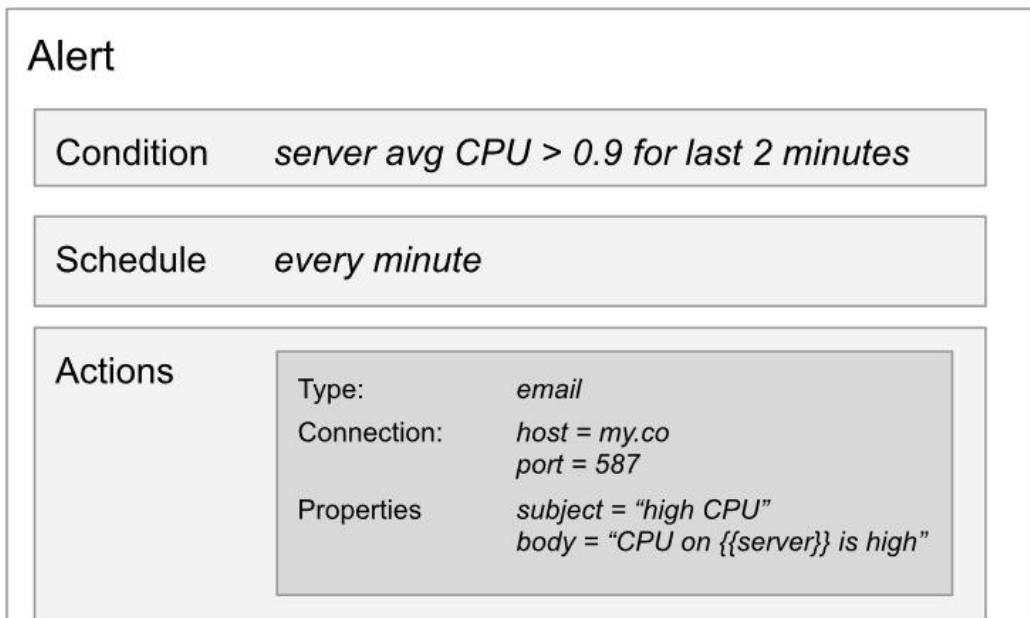 Alert
Condition server avg CPU > 0.9 for last 2 minutes
Schedule every minute
Actions
Type: email
Connection: host = my.co
port = 587
Properties subject = “high CPU”
body = “CPU on {{server}} is high”